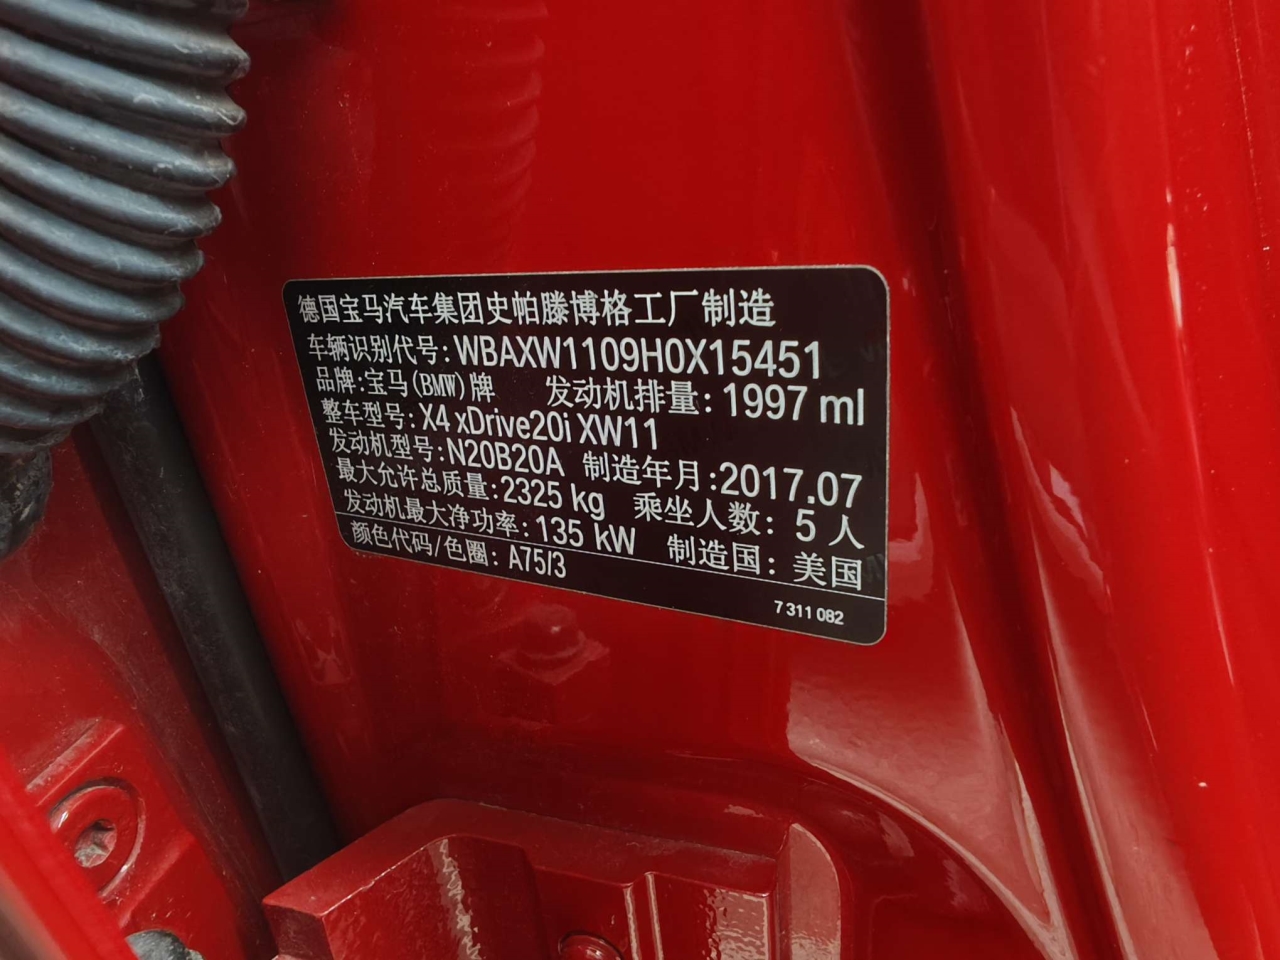 德国宝马汽车集团史帕滕博格工厂制造
车辆识别代号: WBAXW1109H0X15451
品牌: 宝马(BMW)牌 发动机排量: 1997 ml
整车型号: X4 xDrive20i XW11
发动机型号: N20B20A 制造年月: 2017.07
最大允许总质量: 2325 kg 乘坐人数: 5 人
发动机最大净功率: 135 kW 制造国: 美国
颜色代码/色圈: A75/3
7 311 082